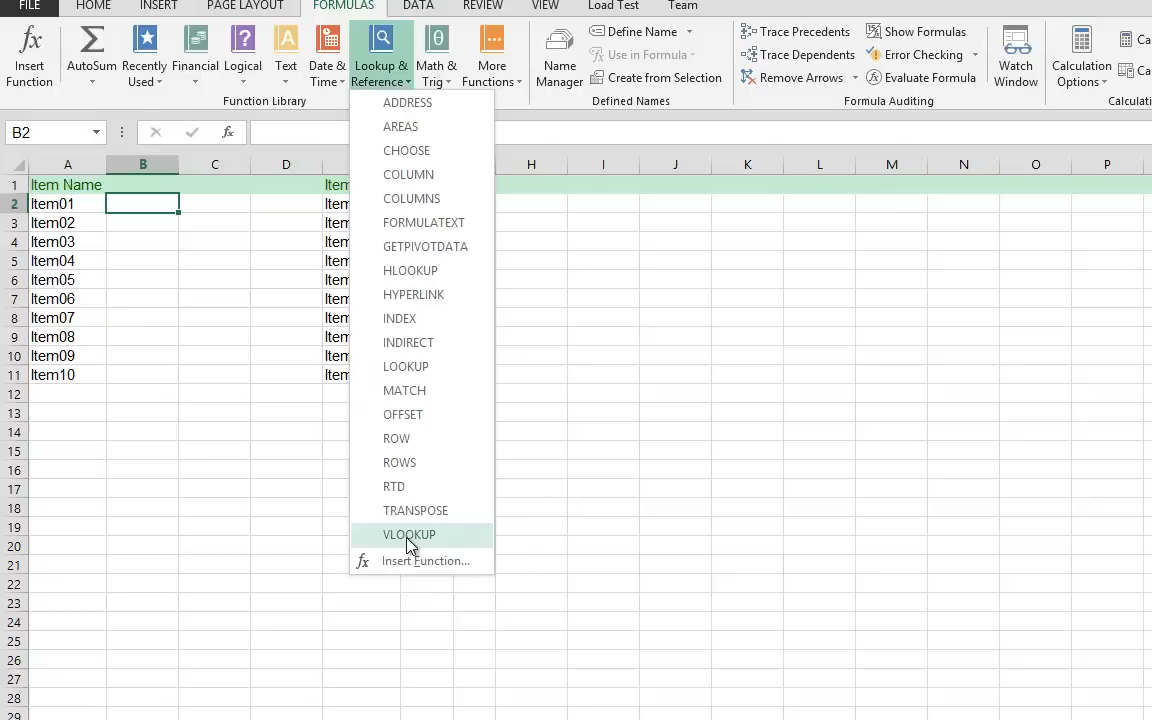 FILE HOME INSERT PAGE LAYOUT FORMULAS DATA REVIEW VIEW Load Test Team
Insert Function
AutoSum
Recently Used
Financial
Logical
Text
Date & Time
Lookup & Reference
Math & Trig
More Functions
Function Library
Name Manager
Define Name
Use in Formula
Create from Selection
Defined Names
Trace Precedents
Trace Dependents
Remove Arrows
Show Formulas
Error Checking
Evaluate Formula
Formula Auditing
Watch Window
Calculation Options
Ca
Ca
Calculati
B2
fx
A B C D H I J K L M N O P
1 Item Name Item
2 Item01 Item
3 Item02 Item
4 Item03 Item
5 Item04 Item
6 Item05 Item
7 Item06 Item
8 Item07 Item
9 Item08 Item
10 Item09 Item
11 Item10 Item
12
13
14
15
16
17
18
19
20
21
22
23
24
25
26
27
28
29
ADDRESS
AREAS
CHOOSE
COLUMN
COLUMNS
FORMULATEXT
GETPIVOTDATA
HLOOKUP
HYPERLINK
INDEX
INDIRECT
LOOKUP
MATCH
OFFSET
ROW
ROWS
RTD
TRANSPOSE
VLOOKUP
fx Insert Function...